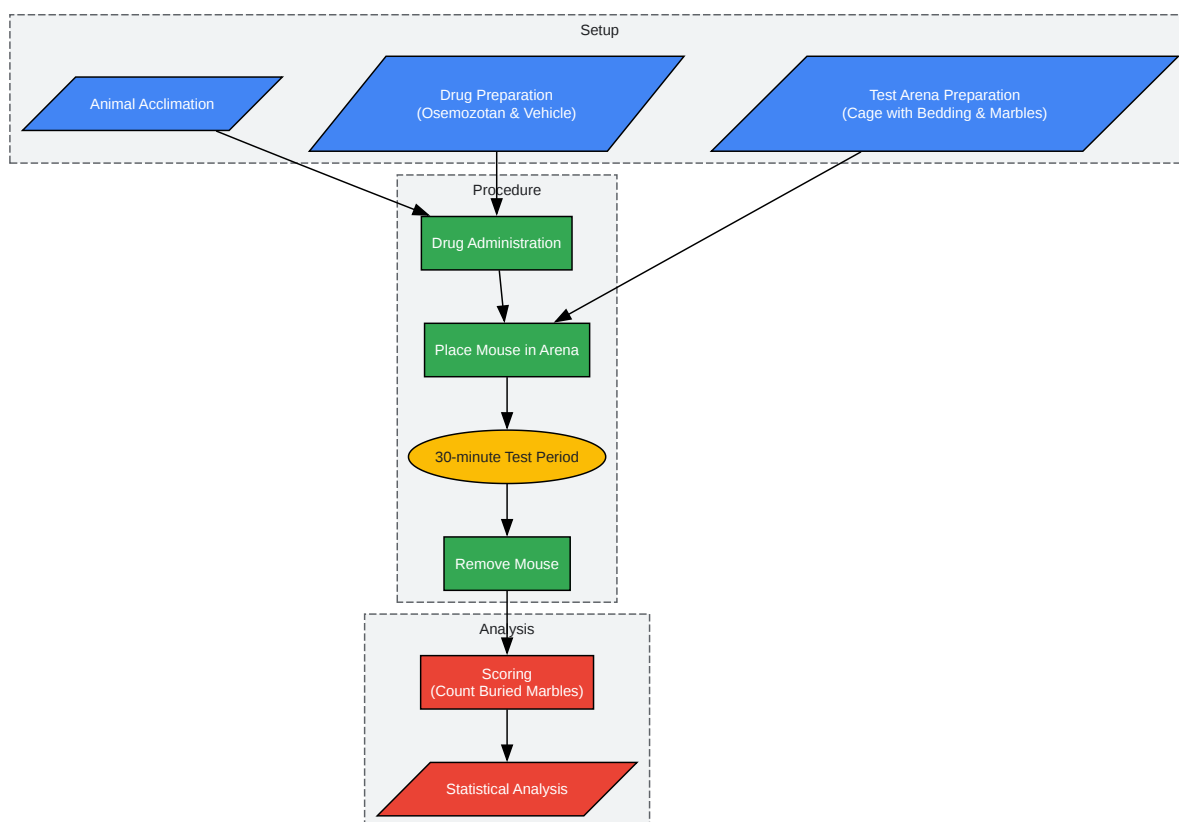 Setup
Animal Acclimation
Drug Preparation
(Osemozotan & Vehicle)
Test Arena Preparation
(Cage with Bedding & Marbles)
Procedure
Drug Administration
Place Mouse in Arena
30-minute Test Period
Remove Mouse
Analysis
Scoring
(Count Buried Marbles)
Statistical Analysis